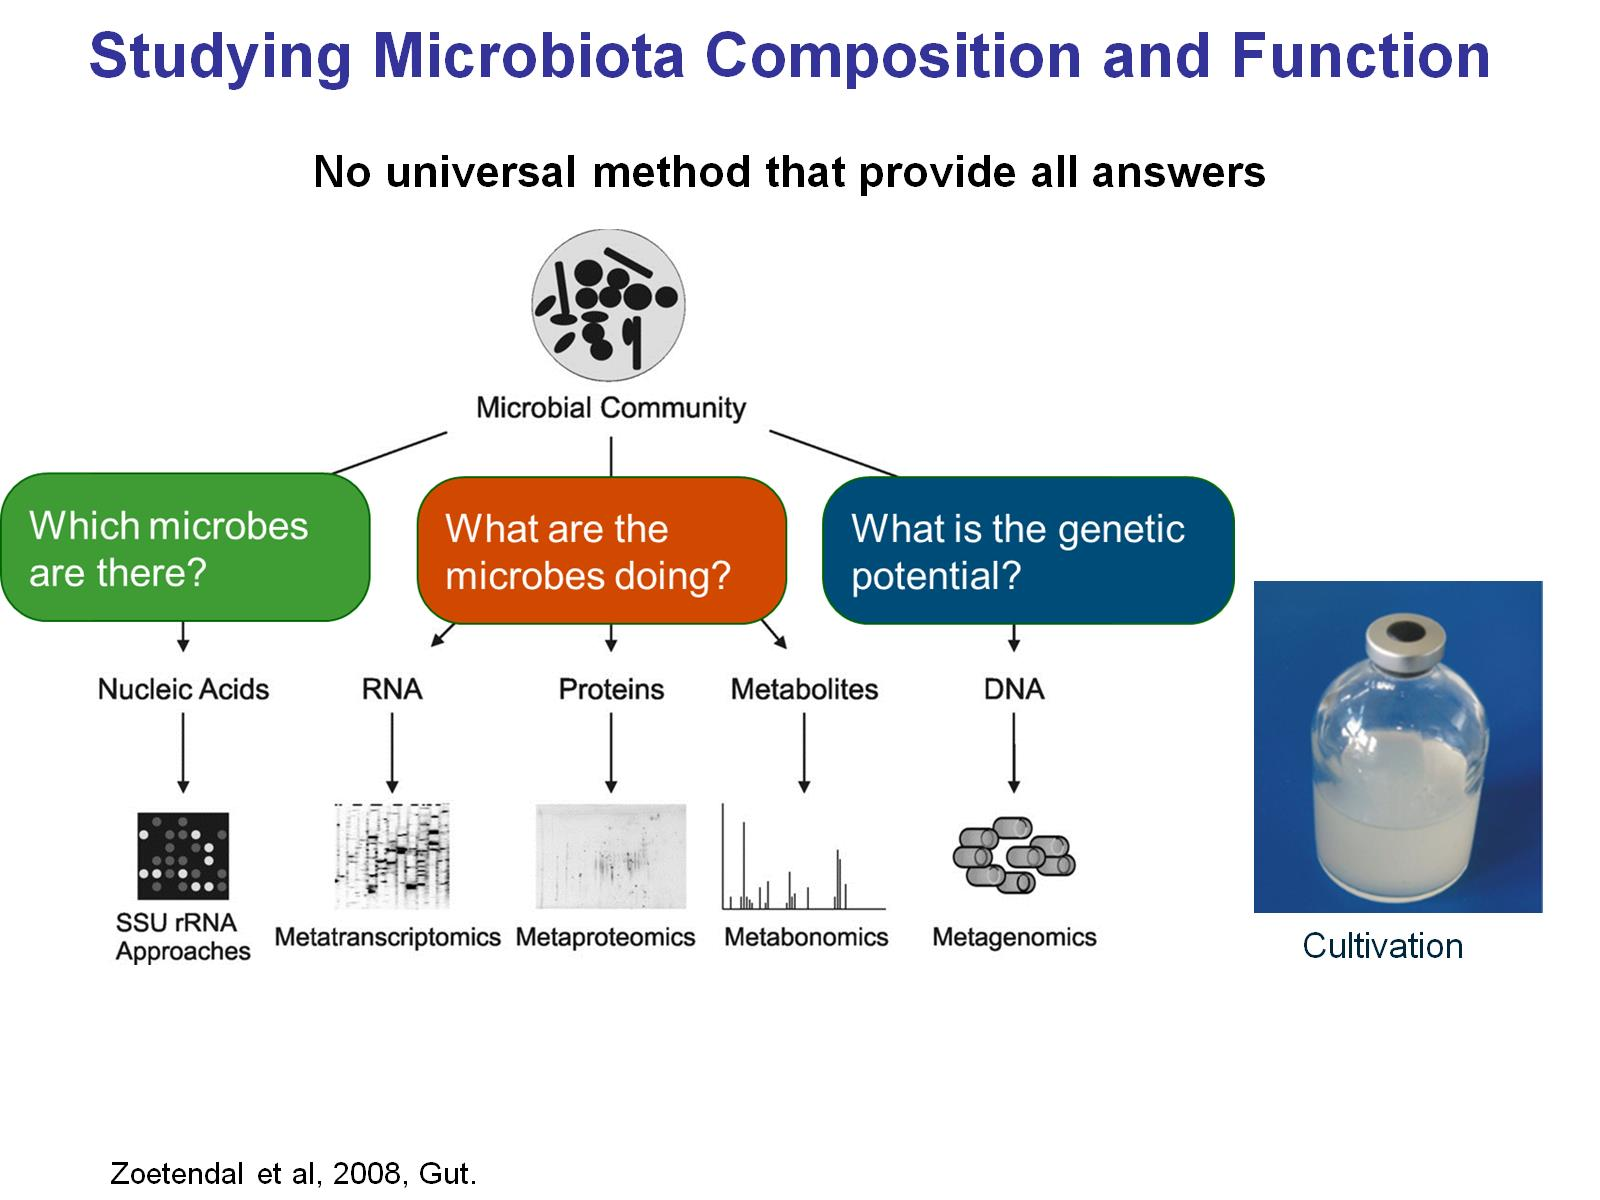 Studying Microbiota Composition and Function
No universal method that provide all answers
Microbial Community
Which microbes
are there?
What are the
microbes doing?
What is the genetic
potential?
Nucleic Acids
RNA
Proteins
Metabolites
DNA
SSU rRNA
Approaches
Metatranscriptomics
Metaproteomics
Metabonomics
Metagenomics
Cultivation
Zoetendal et al, 2008, Gut.